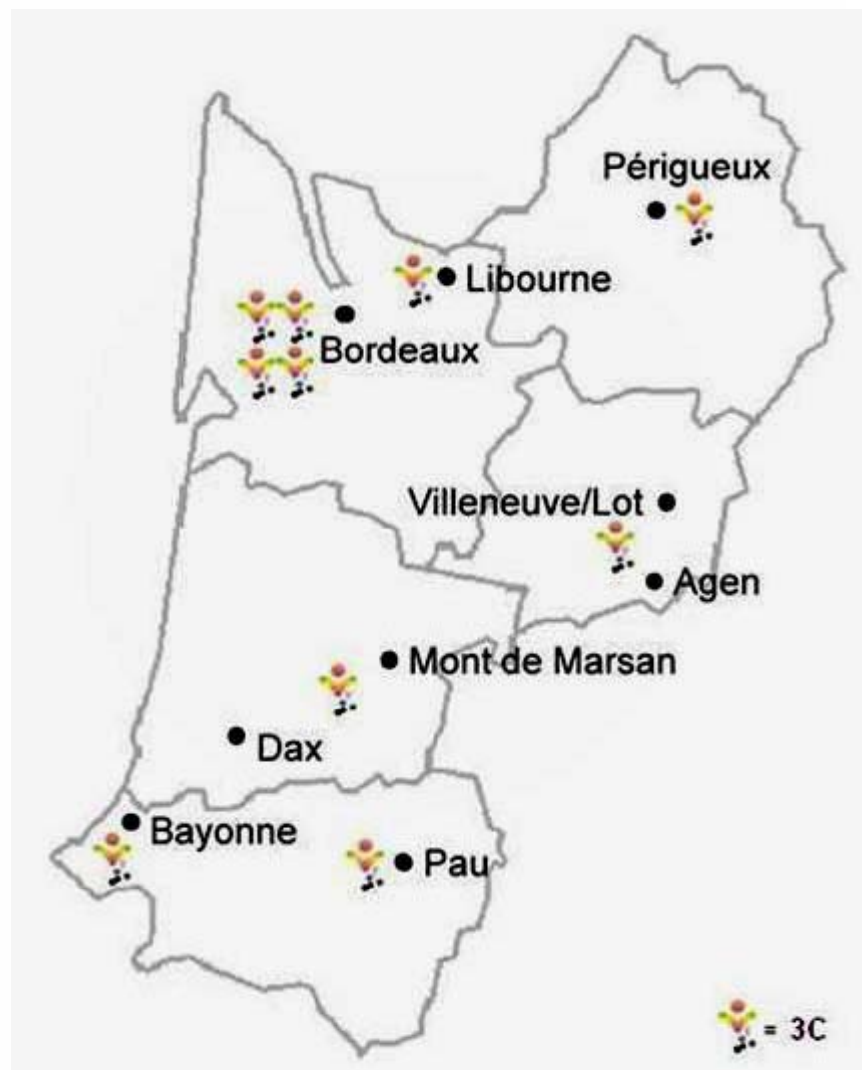 Périgueux
Libourne
Bordeaux
Villeneuve/Lot
Agen
Mont de Marsan
Dax
Bayonne
Pau
= 3C